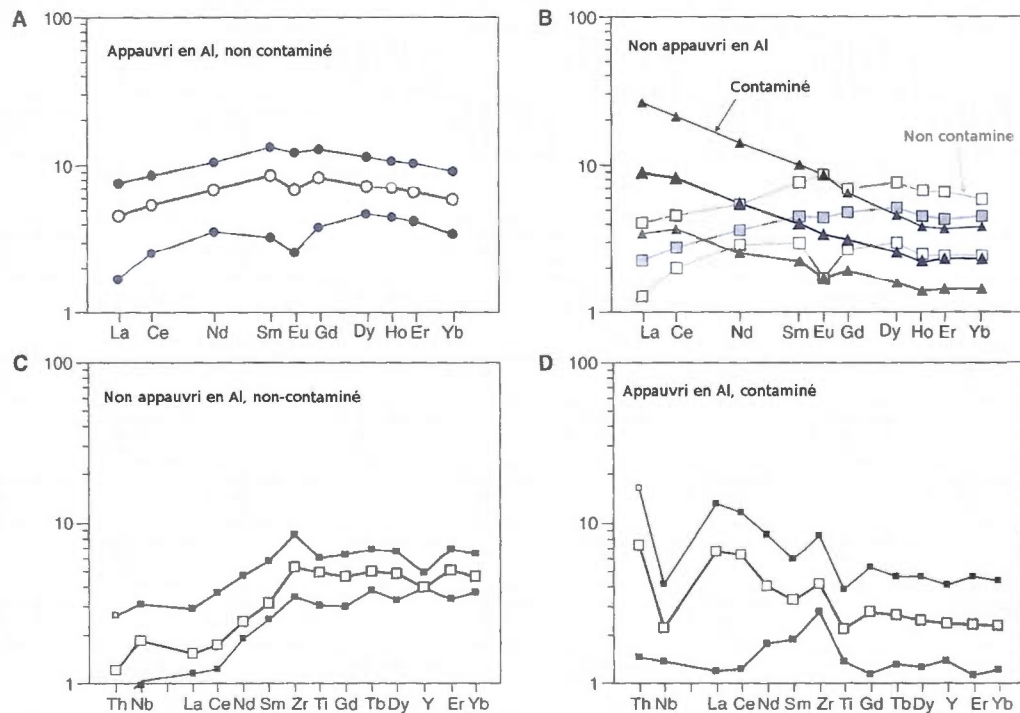 A
100
Appauvri en Al, non contaminé
10
1
La Ce Nd Sm Eu Gd Dy Ho Er Yb
B
100
Non appauvri en Al
Contaminé
Non contamine
10
1
La Ce Nd Sm Eu Gd Dy Ho Er Yb
C
100
Non appauvri en Al, non-contaminé
10
1
Th Nb La Ce Nd Sm Zr Ti Gd Tb Dy Y Er Yb
D
100
Appauvri en Al, contaminé
10
1
Th Nb La Ce Nd Sm Zr Ti Gd Tb Dy Y Er Yb